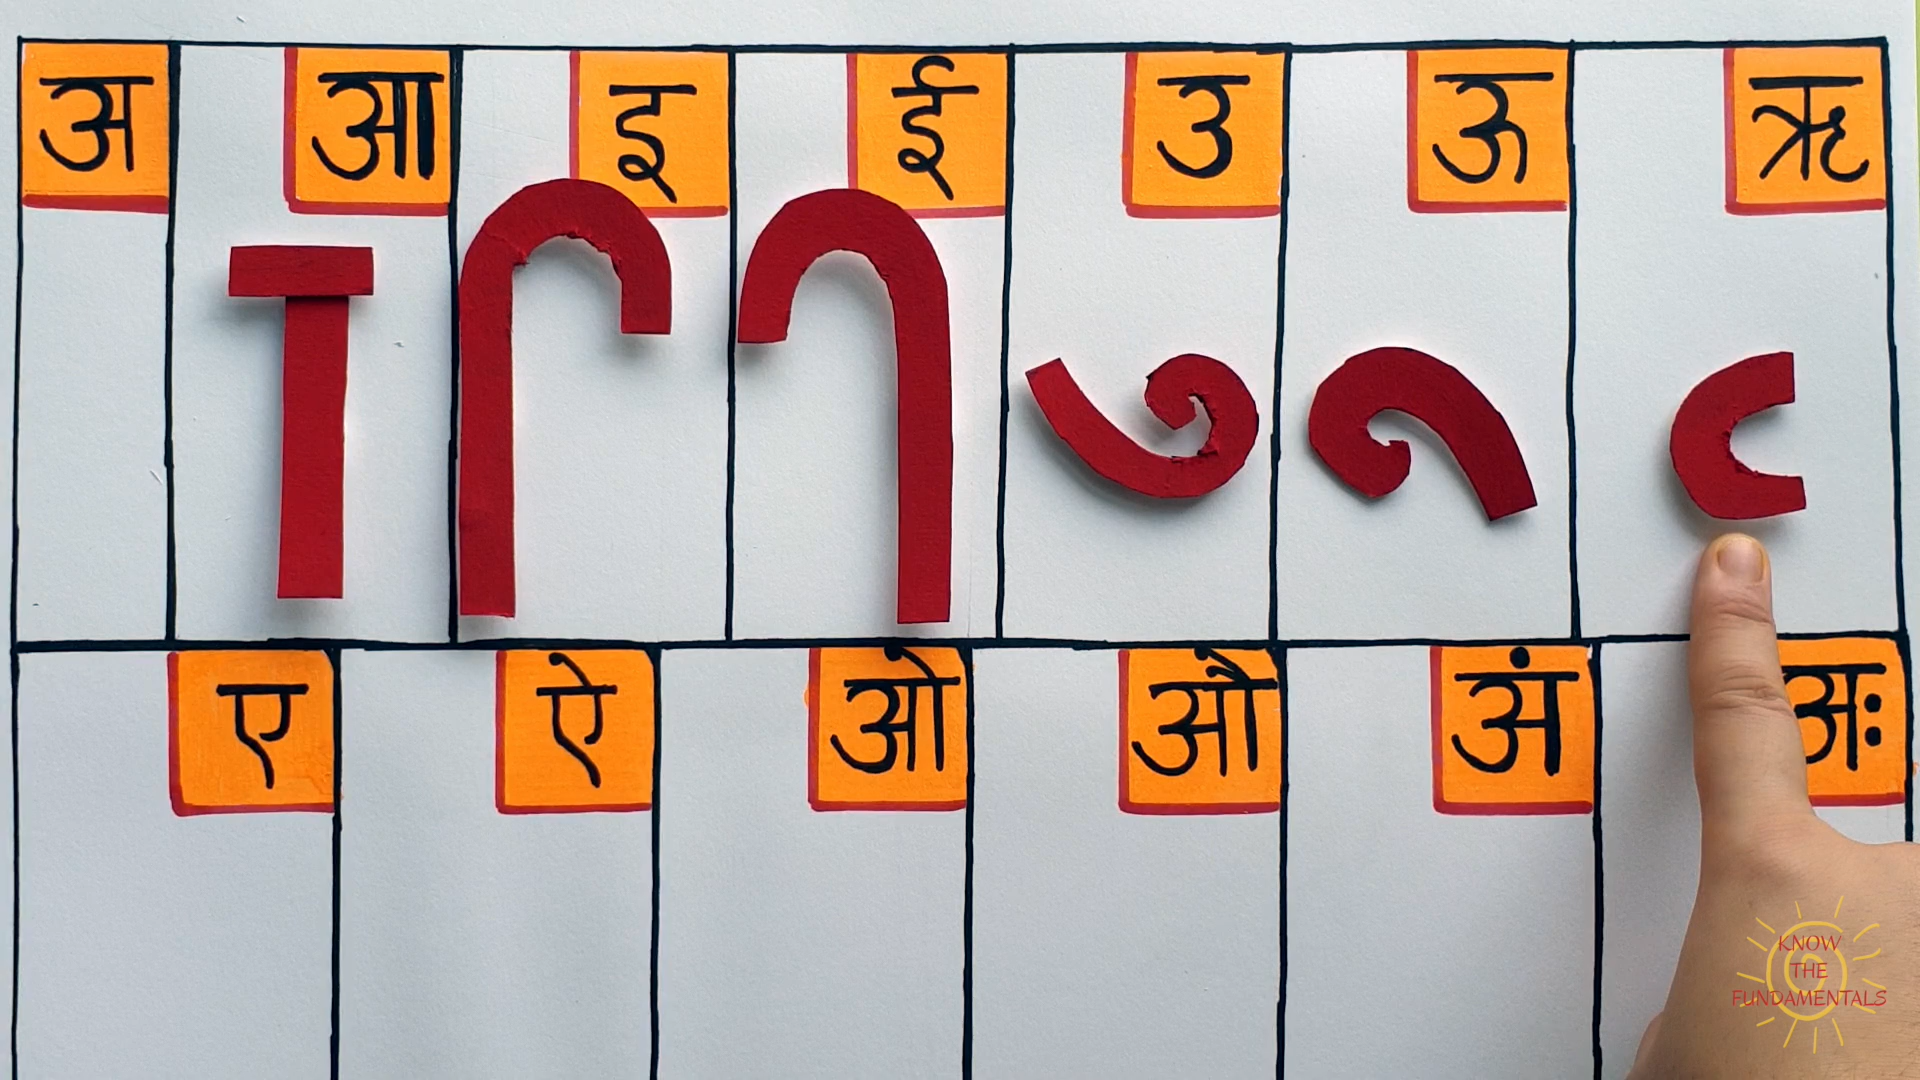 अ आ इ ई उ ऊ ऋ
ा ि ी ु ू ृ
ए ऐ ओ औ अं अः
KNOW
THE
FUNDAMENTALS